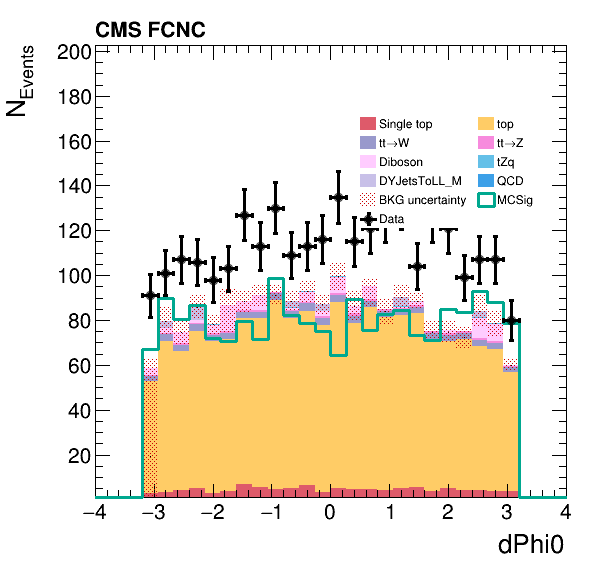 CMS FCNC
N_Events
200
180
160
140
120
100
80
60
40
20
Single top
top
tt→W
tt→Z
Diboson
tZq
DYJetsToLL_M
QCD
BKG uncertainty
MCSig
Data
−4 −3 −2 −1 0 1 2 3 4
dPhi0